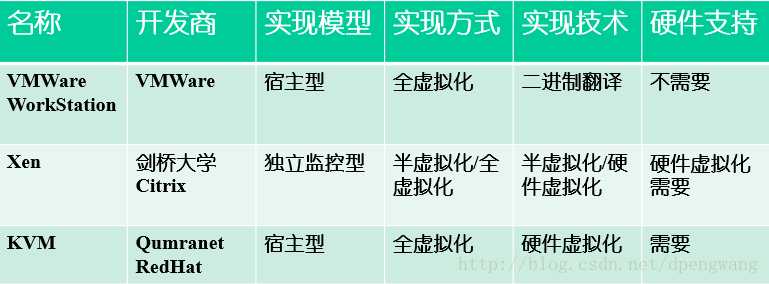 名称 开发商 实现模型 实现方式 实现技术 硬件支持
VMWare WorkStation VMWare 宿主型 全虚拟化 二进制翻译 不需要
Xen 剑桥大学 Citrix 独立监控型 半虚拟化/全虚拟化 半虚拟化/硬件虚拟化 硬件虚拟化需要
KVM Qumranet RedHat 宿主型 全虚拟化 硬件虚拟化 需要
http://blog.csdn.net/dpengwang